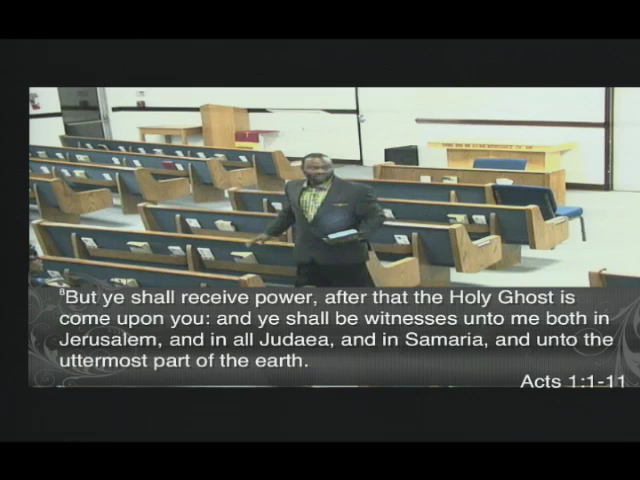 ⁸But ye shall receive power, after that the Holy Ghost is
come upon you: and ye shall be witnesses unto me both in
Jerusalem, and in all Judaea, and in Samaria, and unto the
uttermost part of the earth.
Acts 1:1-11